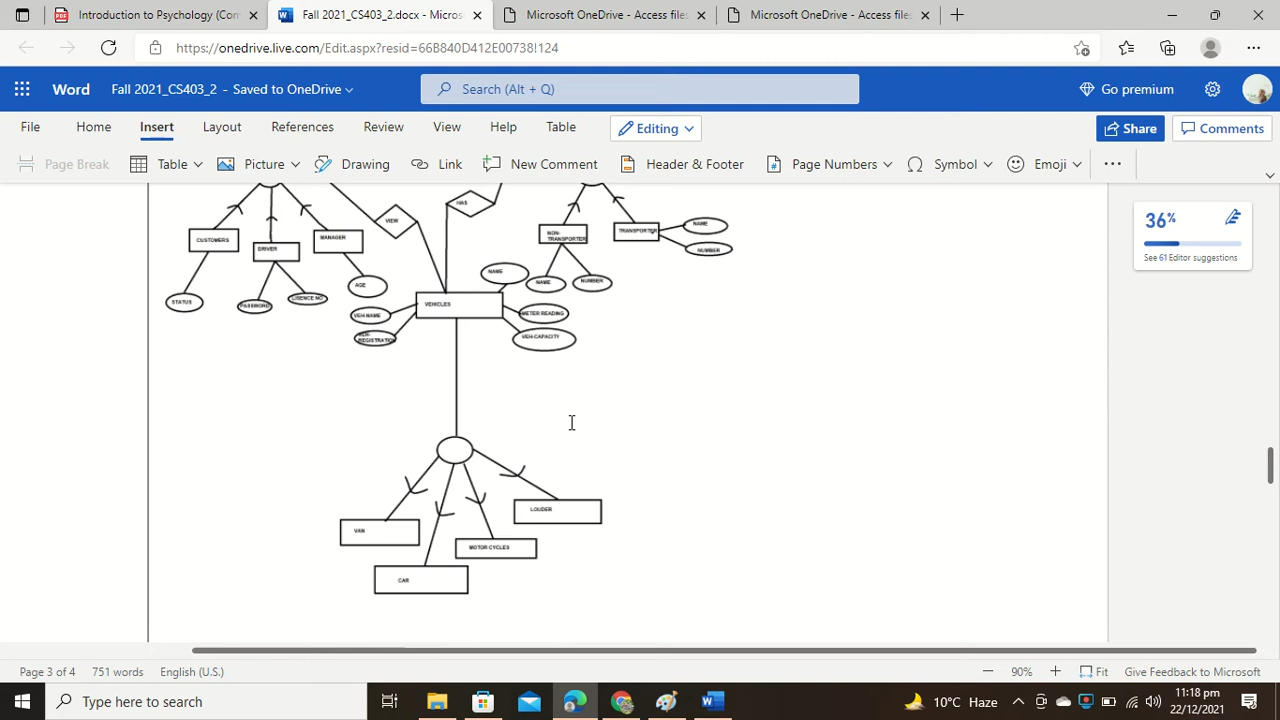 Introduction to Psychology (Con
Fall 2021_CS403_2.docx - Microso
Microsoft OneDrive - Access files
Microsoft OneDrive - Access files
https://onedrive.live.com/Edit.aspx?resid=66B840D412E00738!124
Word
Fall 2021_CS403_2 - Saved to OneDrive
Search (Alt + Q)
Go premium
File
Home
Insert
Layout
References
Review
View
Help
Table
Editing
Share
Comments
Page Break
Table
Picture
Drawing
Link
New Comment
Header & Footer
Page Numbers
Symbol
Emoji
36%
See 61 Editor suggestions
VIEW
HAS
CUSTOMERS
DRIVER
MANAGER
NON-
TRANSPORTER
TRANSPORTER
NAME
NUMBER
STATUS
PASSWORD
LISENCE NO
AGE
NAME
NAME
NUMBER
VEHICLES
VEH-NAME
REGISTRATION
METER READING
VEH-CAPACITY
VAN
CAR
MOTOR CYCLES
LOUDER
Page 3 of 4
751 words
English (U.S.)
90%
Fit
Give Feedback to Microsoft
Type here to search
10°C Haze
11:18 pm
22/12/2021